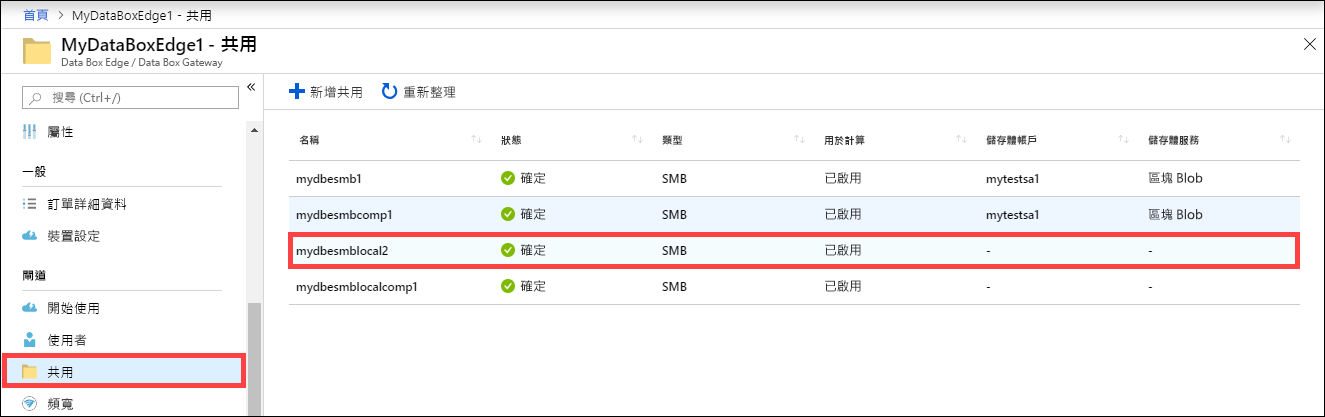 首頁 > MyDataBoxEdge1 - 共用
MyDataBoxEdge1 - 共用
Data Box Edge / Data Box Gateway
搜尋 (Ctrl+/)
屬性
一般
訂單詳細資料
裝置設定
閘道
開始使用
使用者
共用
頻寬
新增共用 重新整理
名稱 狀態 類型 用於計算 儲存體帳戶 儲存體服務
mydbesmb1 確定 SMB 已啟用 mytestsa1 區塊 Blob
mydbesmbcomp1 確定 SMB 已啟用 mytestsa1 區塊 Blob
mydbesmblocal2 確定 SMB 已啟用 - -
mydbesmblocalcomp1 確定 SMB 已啟用 - -